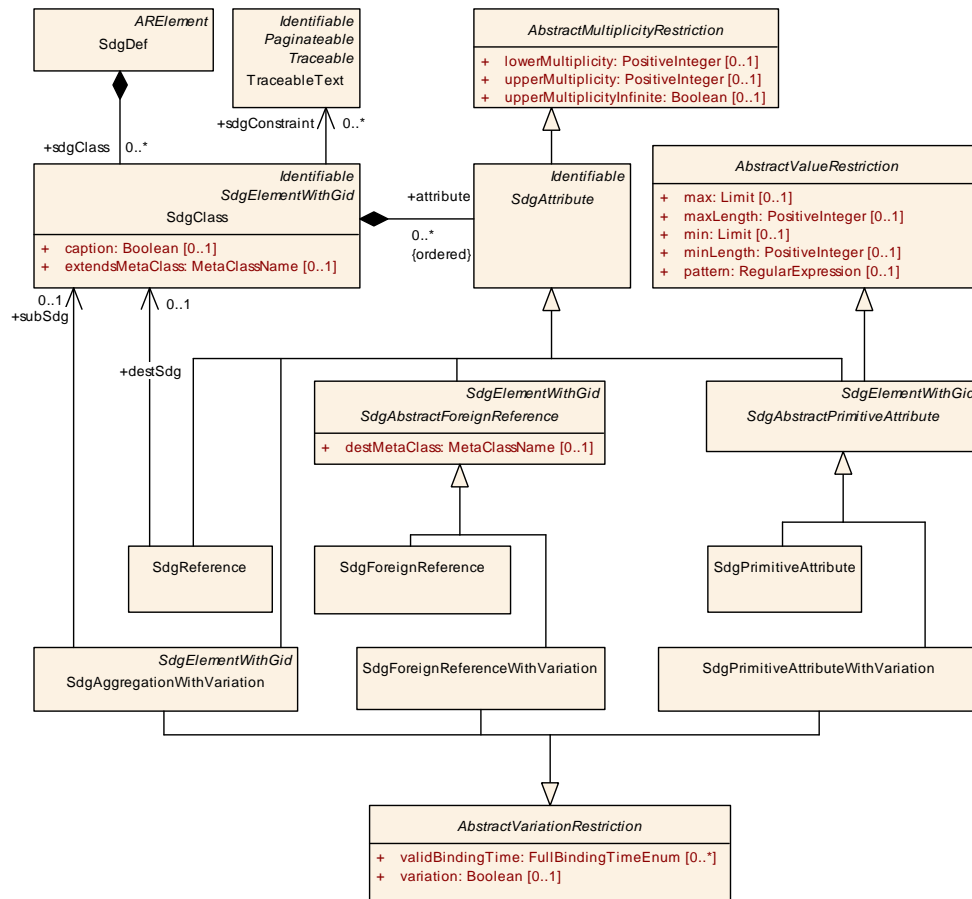 ARElement
SdgDef
Identifiable
Paginateable
Traceable
TraceableText
AbstractMultiplicityRestriction
+ lowerMultiplicity: PositiveInteger [0..1]
+ upperMultiplicity: PositiveInteger [0..1]
+ upperMultiplicityInfinite: Boolean [0..1]
+sdgConstraint
0..*
+sdgClass
0..*
Identifiable
SdgElementWithGid
SdgClass
+ caption: Boolean [0..1]
+ extendsMetaClass: MetaClassName [0..1]
+attribute
0..*
{ordered}
Identifiable
SdgAttribute
AbstractValueRestriction
+ max: Limit [0..1]
+ maxLength: PositiveInteger [0..1]
+ min: Limit [0..1]
+ minLength: PositiveInteger [0..1]
+ pattern: RegularExpression [0..1]
0..1
+subSdg
0..1
+destSdg
SdgElementWithGid
SdgAbstractForeignReference
+ destMetaClass: MetaClassName [0..1]
SdgElementWithGid
SdgAbstractPrimitiveAttribute
SdgReference
SdgForeignReference
SdgPrimitiveAttribute
SdgElementWithGid
SdgAggregationWithVariation
SdgForeignReferenceWithVariation
SdgPrimitiveAttributeWithVariation
AbstractVariationRestriction
+ validBindingTime: FullBindingTimeEnum [0..*]
+ variation: Boolean [0..1]